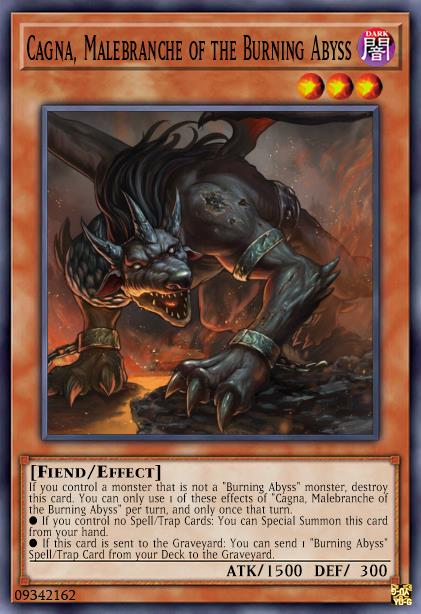 Cagna, Malebranche of the Burning Abyss
DARK
闇
[Fiend/Effect]
If you control a monster that is not a "Burning Abyss" monster, destroy
this card. You can only use 1 of these effects of "Cagna, Malebranche of
the Burning Abyss" per turn, and only once that turn.
● If you control no Spell/Trap Cards: You can Special Summon this card
from your hand.
● If this card is sent to the Graveyard: You can send 1 "Burning Abyss"
Spell/Trap Card from your Deck to the Graveyard.
ATK/1500 DEF/ 300
09342162